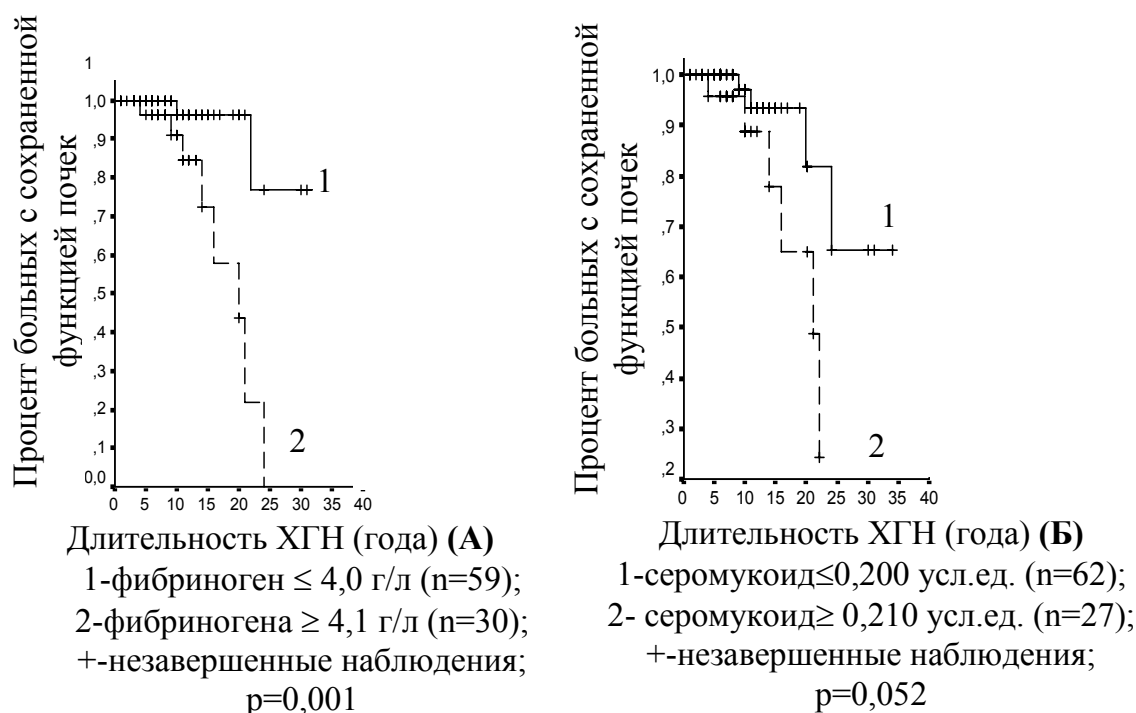 Процент больных с сохраненной
функцией почек
1
1,0
,9
,8
,7
,6
,5
,4
,3
,2
,1
0,0
0 5 10 15 20 25 30 40
1
2
Длительность ХГН (года) (А)
1-фибриноген ≤ 4,0 г/л (n=59);
2-фибриногена ≥ 4,1 г/л (n=30);
+-незавершенные наблюдения;
p=0,001
Процент больных с сохраненной
функцией почек
1,0
,9
,8
,7
,6
,5
,4
,3
,2
0 5 10 15 20 25 30 35 40
1
2
Длительность ХГН (года) (Б)
1-серомукоид≤0,200 усл.ед. (n=62);
2- серомукоид≥ 0,210 усл.ед. (n=27);
+-незавершенные наблюдения;
p=0,052